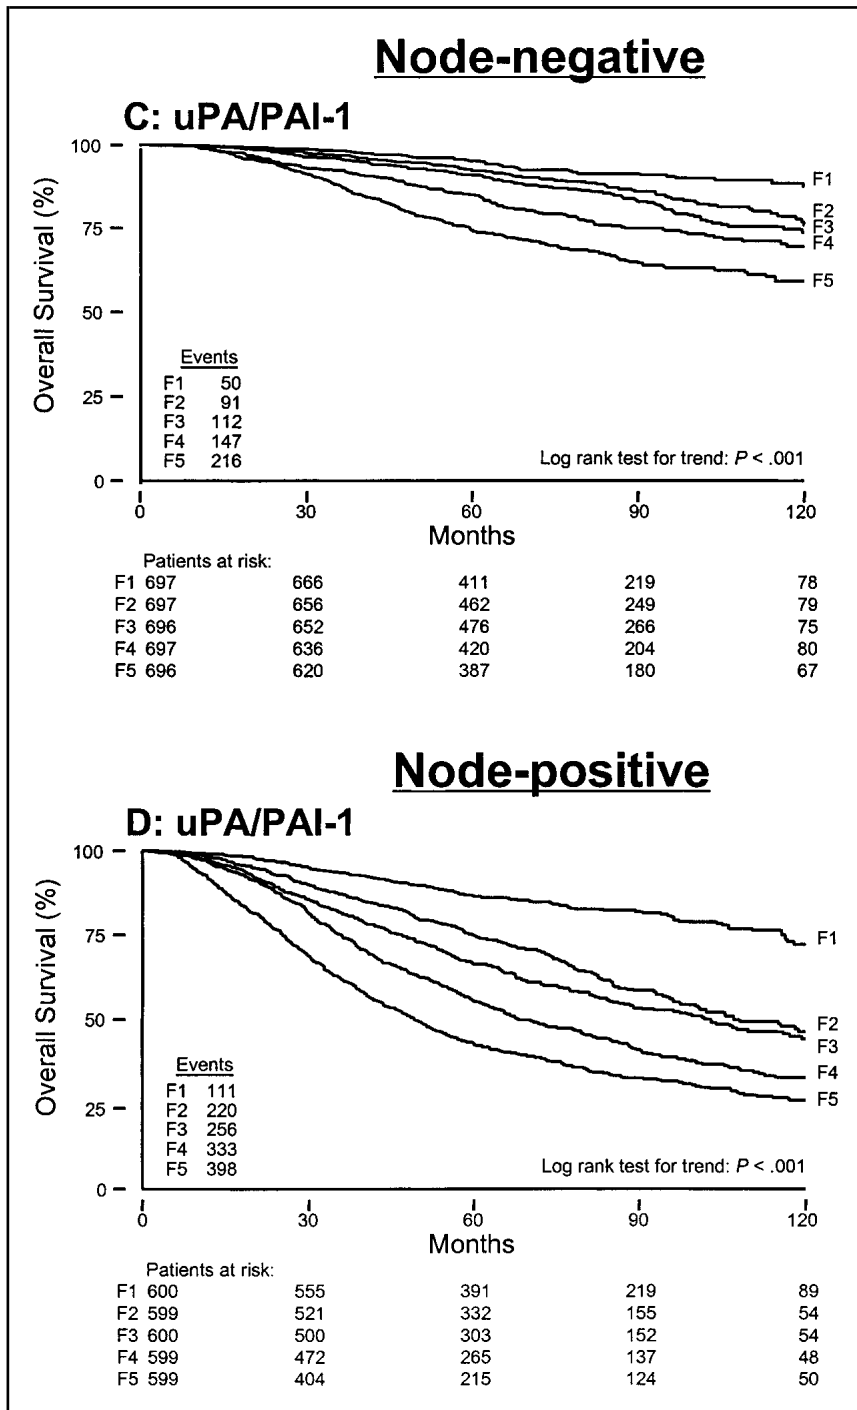 Node-negative
C: uPA/PAI-1
Overall Survival (%)
100
75
50
25
0
F1
F2
F3
F4
F5
Events
F1 50
F2 91
F3 112
F4 147
F5 216
Log rank test for trend: P < .001
0 30 60 90 120
Months
Patients at risk:
F1 697 666 411 219 78
F2 697 656 462 249 79
F3 696 652 476 266 75
F4 697 636 420 204 80
F5 696 620 387 180 67
Node-positive
D: uPA/PAI-1
Overall Survival (%)
100
75
50
25
0
F1
F2
F3
F4
F5
Events
F1 111
F2 220
F3 256
F4 333
F5 398
Log rank test for trend: P < .001
0 30 60 90 120
Months
Patients at risk:
F1 600 555 391 219 89
F2 599 521 332 155 54
F3 600 500 303 152 54
F4 599 472 265 137 48
F5 599 404 215 124 50